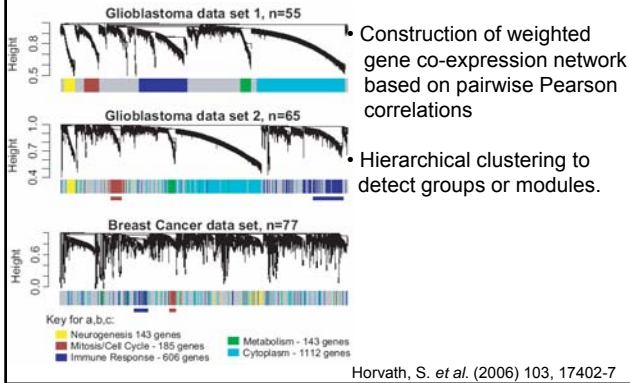 Glioblastoma data set 1, n=55
Height
0.8
0.5
Glioblastoma data set 2, n=65
Height
1.0
0.7
0.4
Breast Cancer data set, n=77
Height
0.6
0.0
Key for a,b,c:
Neurogenesis 143 genes
Mitosis/Cell Cycle - 185 genes
Immune Response - 606 genes
Metabolism - 143 genes
Cytoplasm - 1112 genes
• Construction of weighted
gene co-expression network
based on pairwise Pearson
correlations
• Hierarchical clustering to
detect groups or modules.
Horvath, S. et al. (2006) 103, 17402-7